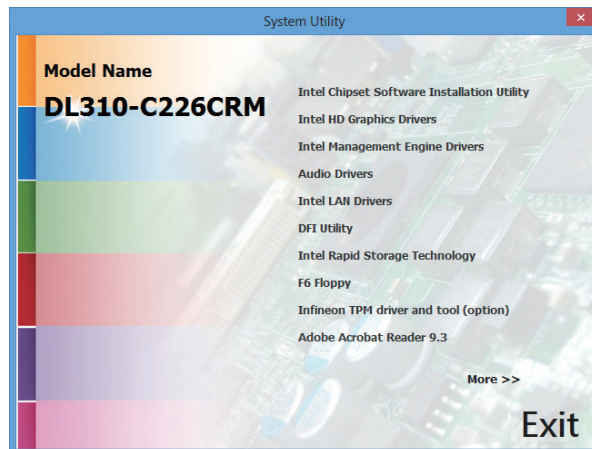 System Utility
Model Name
DL310-C226CRM
Intel Chipset Software Installation Utility
Intel HD Graphics Drivers
Intel Management Engine Drivers
Audio Drivers
Intel LAN Drivers
DFI Utility
Intel Rapid Storage Technology
F6 Floppy
Infineon TPM driver and tool (option)
Adobe Acrobat Reader 9.3
More >>
Exit